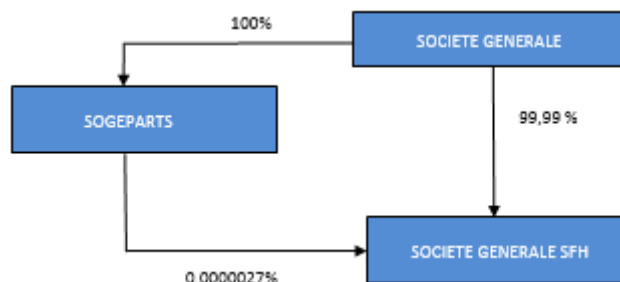 100%
SOCIETE GENERALE
SOGEPARTS
99,99 %
SOCIETE GENERALE SFH
0,0000027%